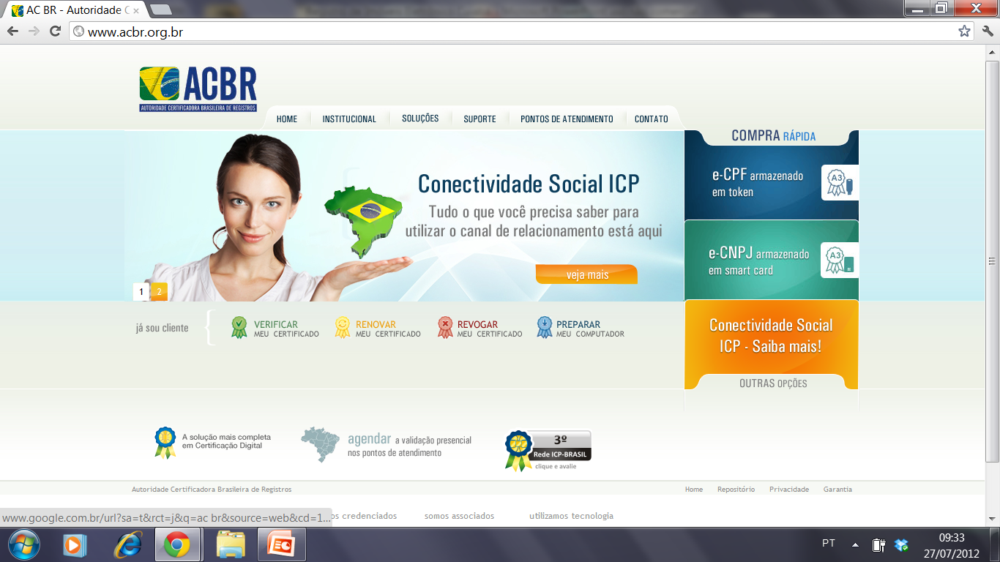 AC BR - Autoridade C
www.acbr.org.br
ACBR
AUTORIDADE CERTIFICADORA BRASILEIRA DE REGISTROS
HOME
INSTITUCIONAL
SOLUÇÕES
SUPORTE
PONTOS DE ATENDIMENTO
CONTATO
Conectividade Social ICP
Tudo o que você precisa saber para
utilizar o canal de relacionamento está aqui
veja mais
1 2
COMPRA RÁPIDA
e-CPF armazenado
em token
A3
e-CNPJ armazenado
em smart card
A3
Conectividade Social
ICP - Saiba mais!
OUTRAS OPÇÕES
já sou cliente
VERIFICAR
MEU CERTIFICADO
RENOVAR
MEU CERTIFICADO
REVOGAR
MEU CERTIFICADO
PREPARAR
MEU COMPUTADOR
A solução mais completa
em Certificação Digital
agendar a validação presencial
nos pontos de atendimento
3º
Rede ICP-BRASIL
clique e avalie
Autoridade Certificadora Brasileira de Registros
Home
Repositório
Privacidade
Garantia
os credenciados
somos associados
utilizamos tecnologia
www.google.com.br/url?sa=t&rct=j&q=ac br&source=web&cd=1...
PT
09:33
27/07/2012